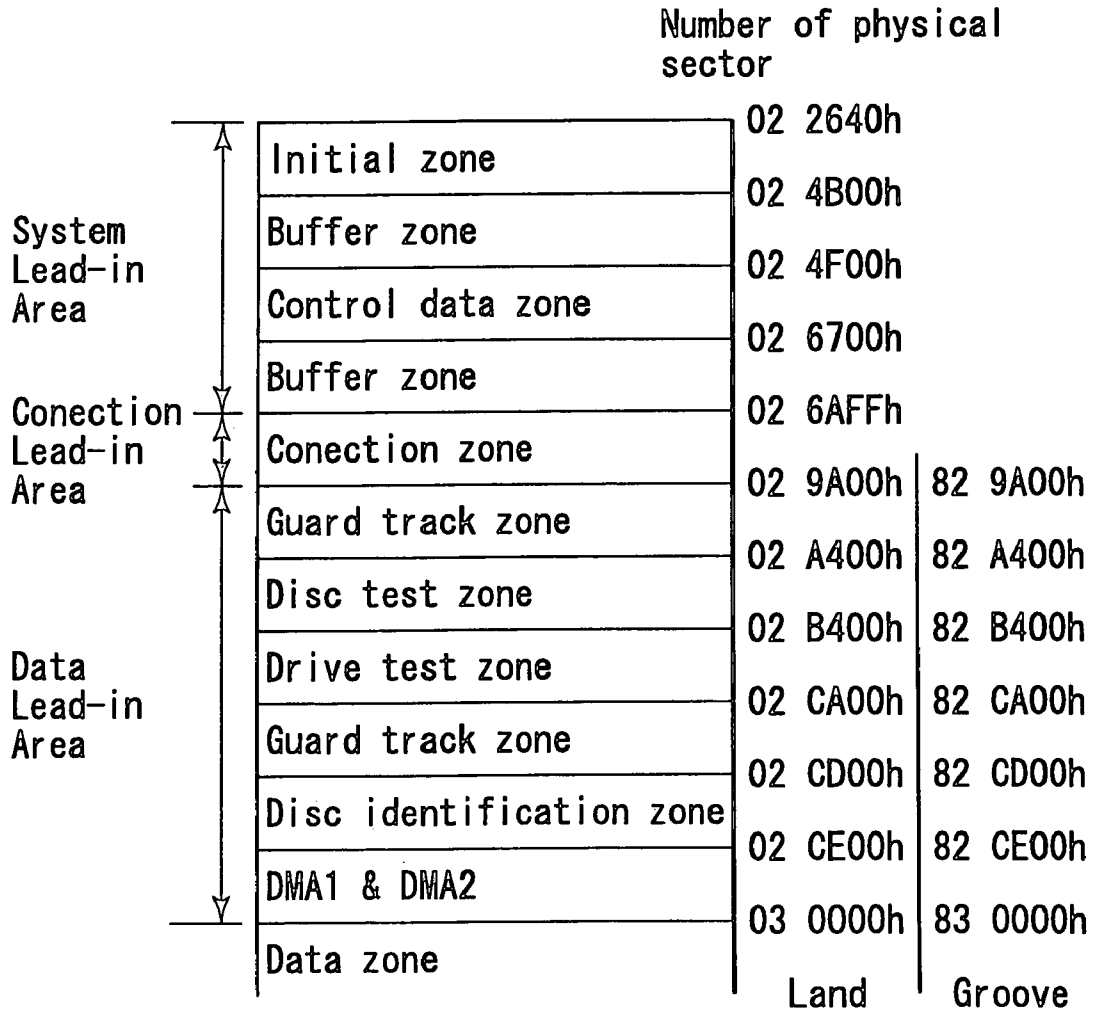 Number of physical
sector
02 2640h
Initial zone
02 4B00h
System
Lead-in
Area
Buffer zone
02 4F00h
Control data zone
02 6700h
Buffer zone
02 6AFFh
Conection
Lead-in
Area
Conection zone
02 9A00h 82 9A00h
Guard track zone
02 A400h 82 A400h
Disc test zone
02 B400h 82 B400h
Data
Lead-in
Area
Drive test zone
02 CA00h 82 CA00h
Guard track zone
02 CD00h 82 CD00h
Disc identification zone
02 CE00h 82 CE00h
DMA1 & DMA2
03 0000h 83 0000h
Data zone
Land Groove